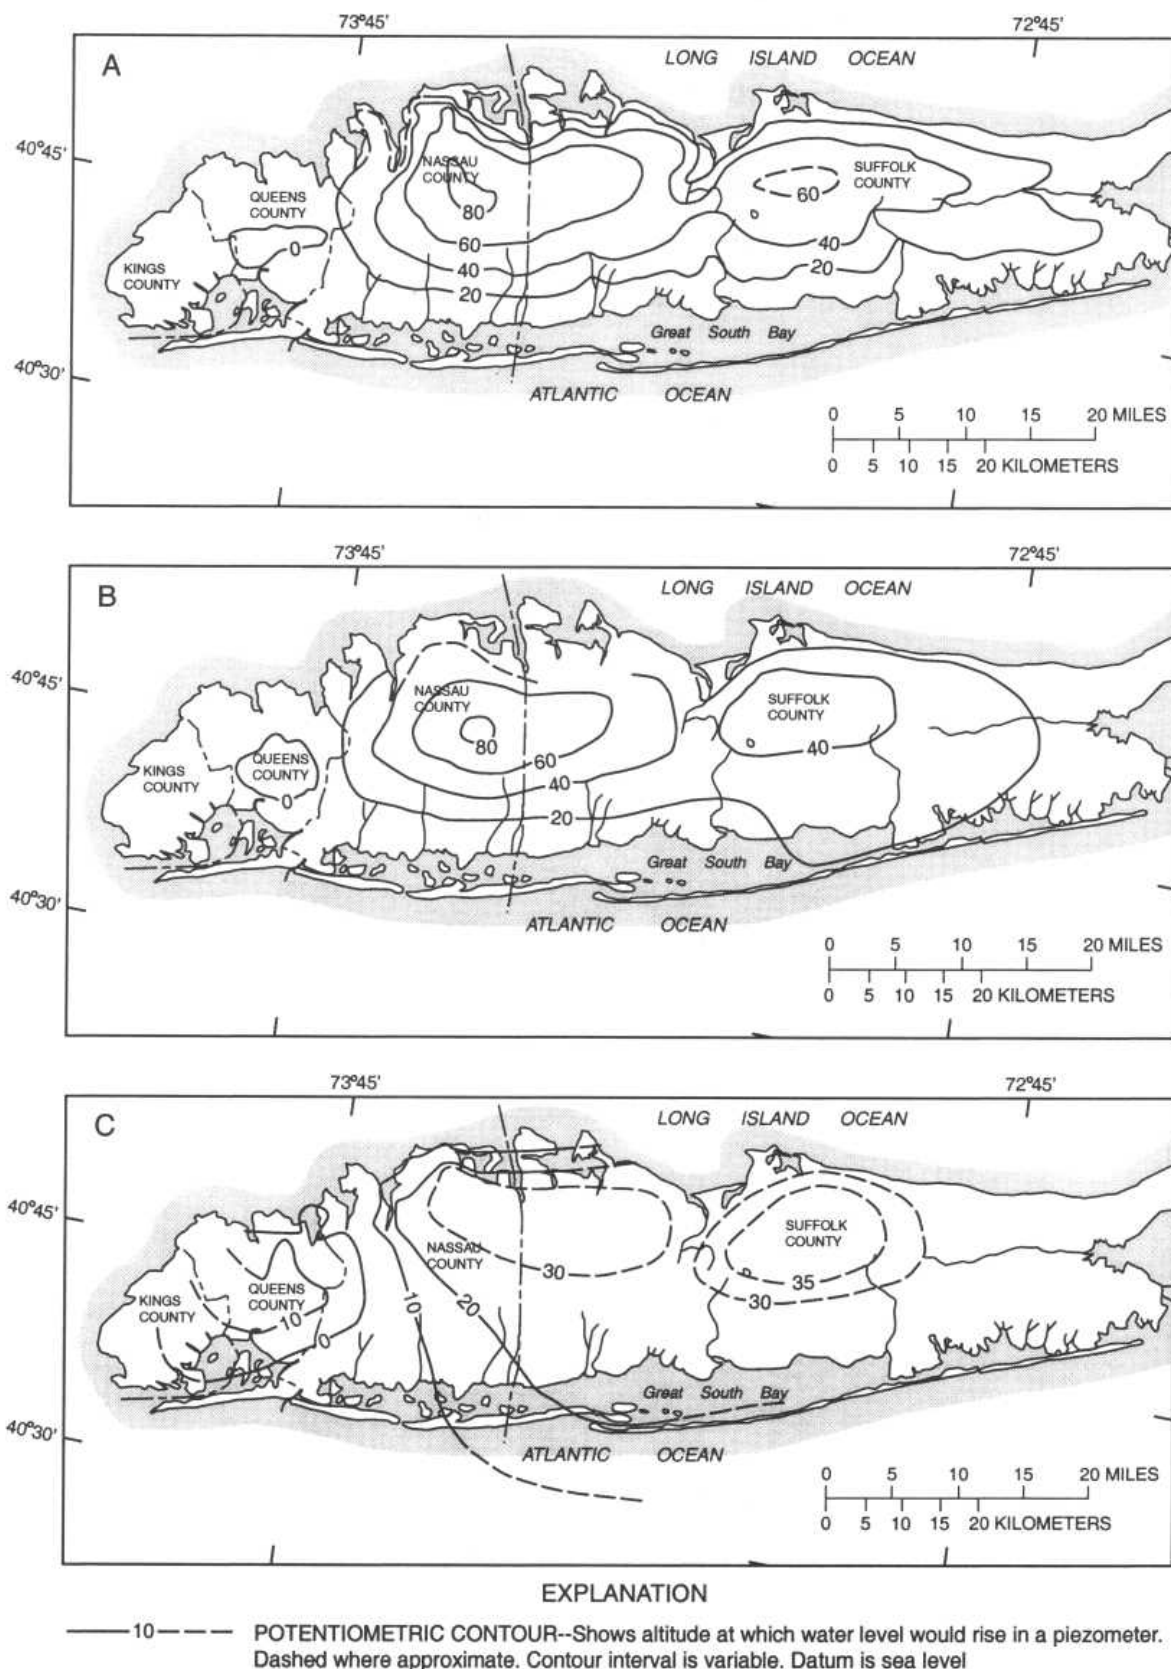 73°45'
72°45'
A
LONG ISLAND OCEAN
40°45'
NASSAU
COUNTY
SUFFOLK
COUNTY
60
QUEENS
COUNTY
80
0
60
40
KINGS
COUNTY
40
20
20
Great South Bay
40°30'
ATLANTIC OCEAN
0 5 10 15 20 MILES
0 5 10 15 20 KILOMETERS
73°45'
72°45'
B
LONG ISLAND OCEAN
40°45'
NASSAU
COUNTY
SUFFOLK
COUNTY
80
40
QUEENS
COUNTY
60
KINGS
COUNTY
40
0
20
Great South Bay
40°30'
ATLANTIC OCEAN
0 5 10 15 20 MILES
0 5 10 15 20 KILOMETERS
73°45'
72°45'
C
LONG ISLAND OCEAN
40°45'
SUFFOLK
COUNTY
NASSAU
COUNTY
30
35
QUEENS
COUNTY
10
20
30
KINGS
COUNTY
10
0
Great South Bay
40°30'
ATLANTIC OCEAN
0 5 10 15 20 MILES
0 5 10 15 20 KILOMETERS
EXPLANATION
10 POTENTIOMETRIC CONTOUR--Shows altitude at which water level would rise in a piezometer.
Dashed where approximate. Contour interval is variable. Datum is sea level